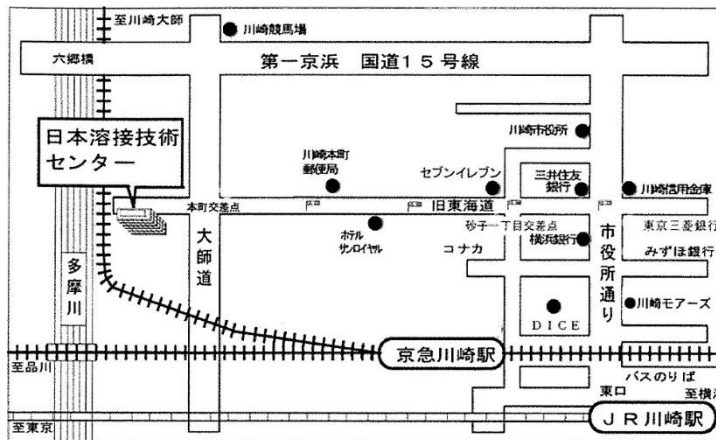 至川崎大師
川崎競馬場
六郷橋
第一京浜 国道15号線
日本溶接技術
センター
川崎本町
郵便局
セブンイレブン
川崎市役所
三井住友
銀行
川崎信用金庫
本町交差点
旧東海道
ホテル
サンロイヤル
砂子一丁目交差点
コナカ
横浜銀行
東京三菱銀行
みずほ銀行
大師道
市役所通り
多摩川
DICE
川崎モアーズ
京急川崎駅
至品川
バスのりば
東口
至横浜
至東京
JR川崎駅